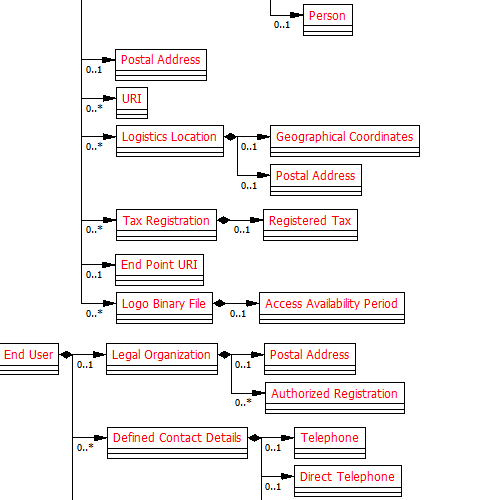 Person
0..1
Postal Address
0..1
URI
0..*
Logistics Location
0..*
Geographical Coordinates
0..1
Postal Address
0..1
Tax Registration
0..*
Registered Tax
0..1
End Point URI
0..1
Logo Binary File
0..*
Access Availability Period
0..1
End User
Legal Organization
0..1
Postal Address
0..1
Authorized Registration
0..*
Defined Contact Details
0..*
Telephone
0..1
Direct Telephone
0..1